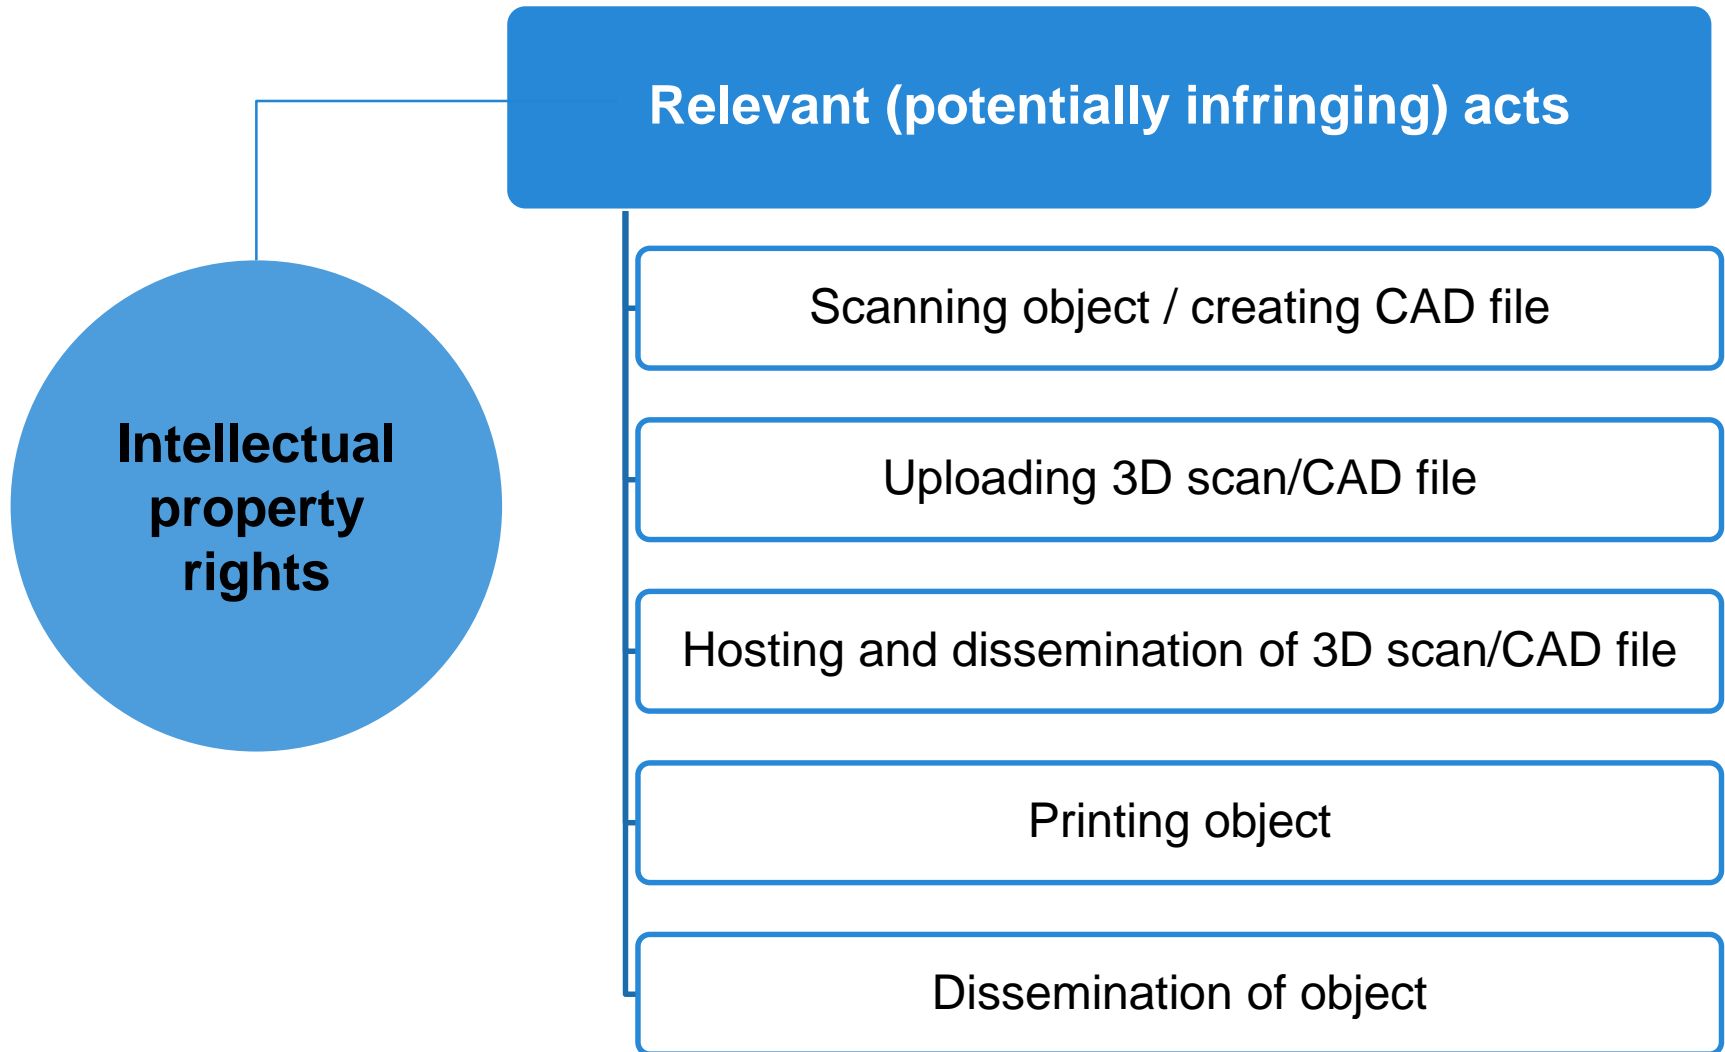 Relevant (potentially infringing) acts
Intellectual
property
rights
Scanning object / creating CAD file
Uploading 3D scan/CAD file
Hosting and dissemination of 3D scan/CAD file
Printing object
Dissemination of object